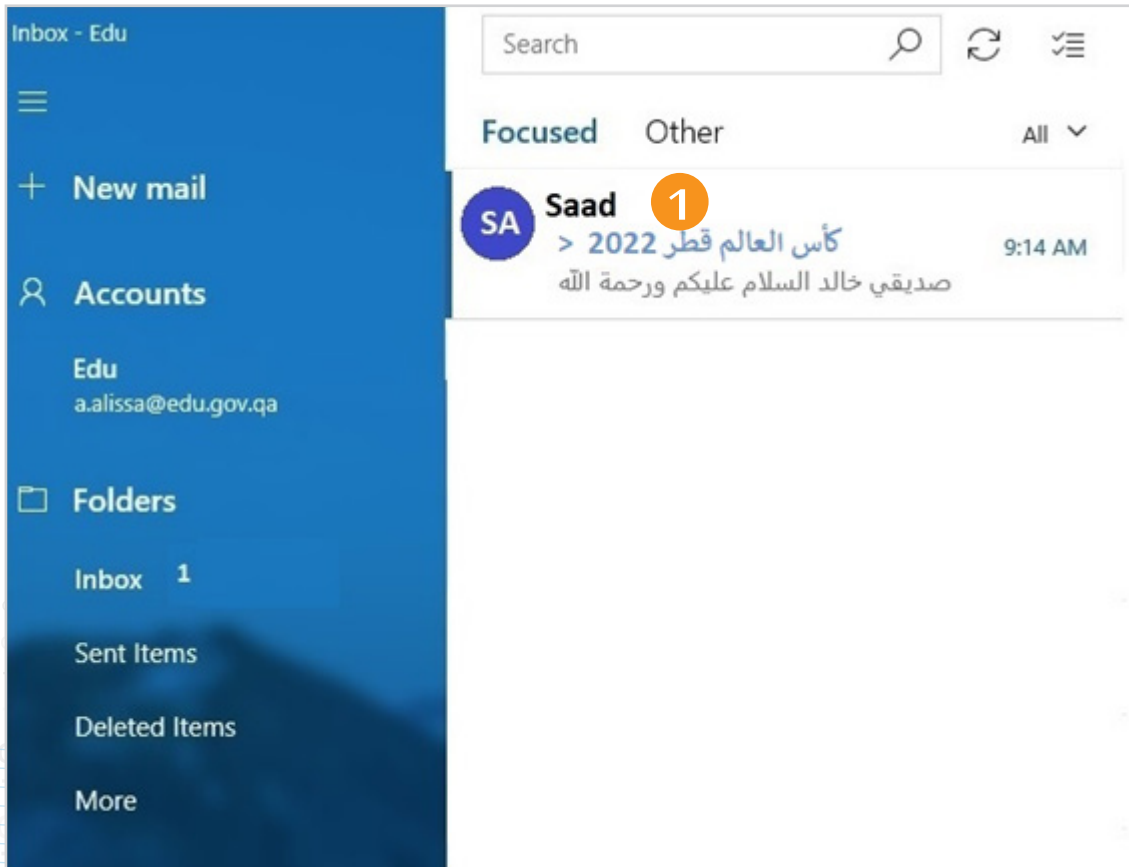 Inbox - Edu
New mail
Accounts
Edu
a.alissa@edu.gov.qa
Folders
Inbox 1
Sent Items
Deleted Items
More
Search
Focused Other All
SA
Saad 1
كأس العالم قطر 2022 >
9:14 AM
صديقي خالد السلام عليكم ورحمة الله